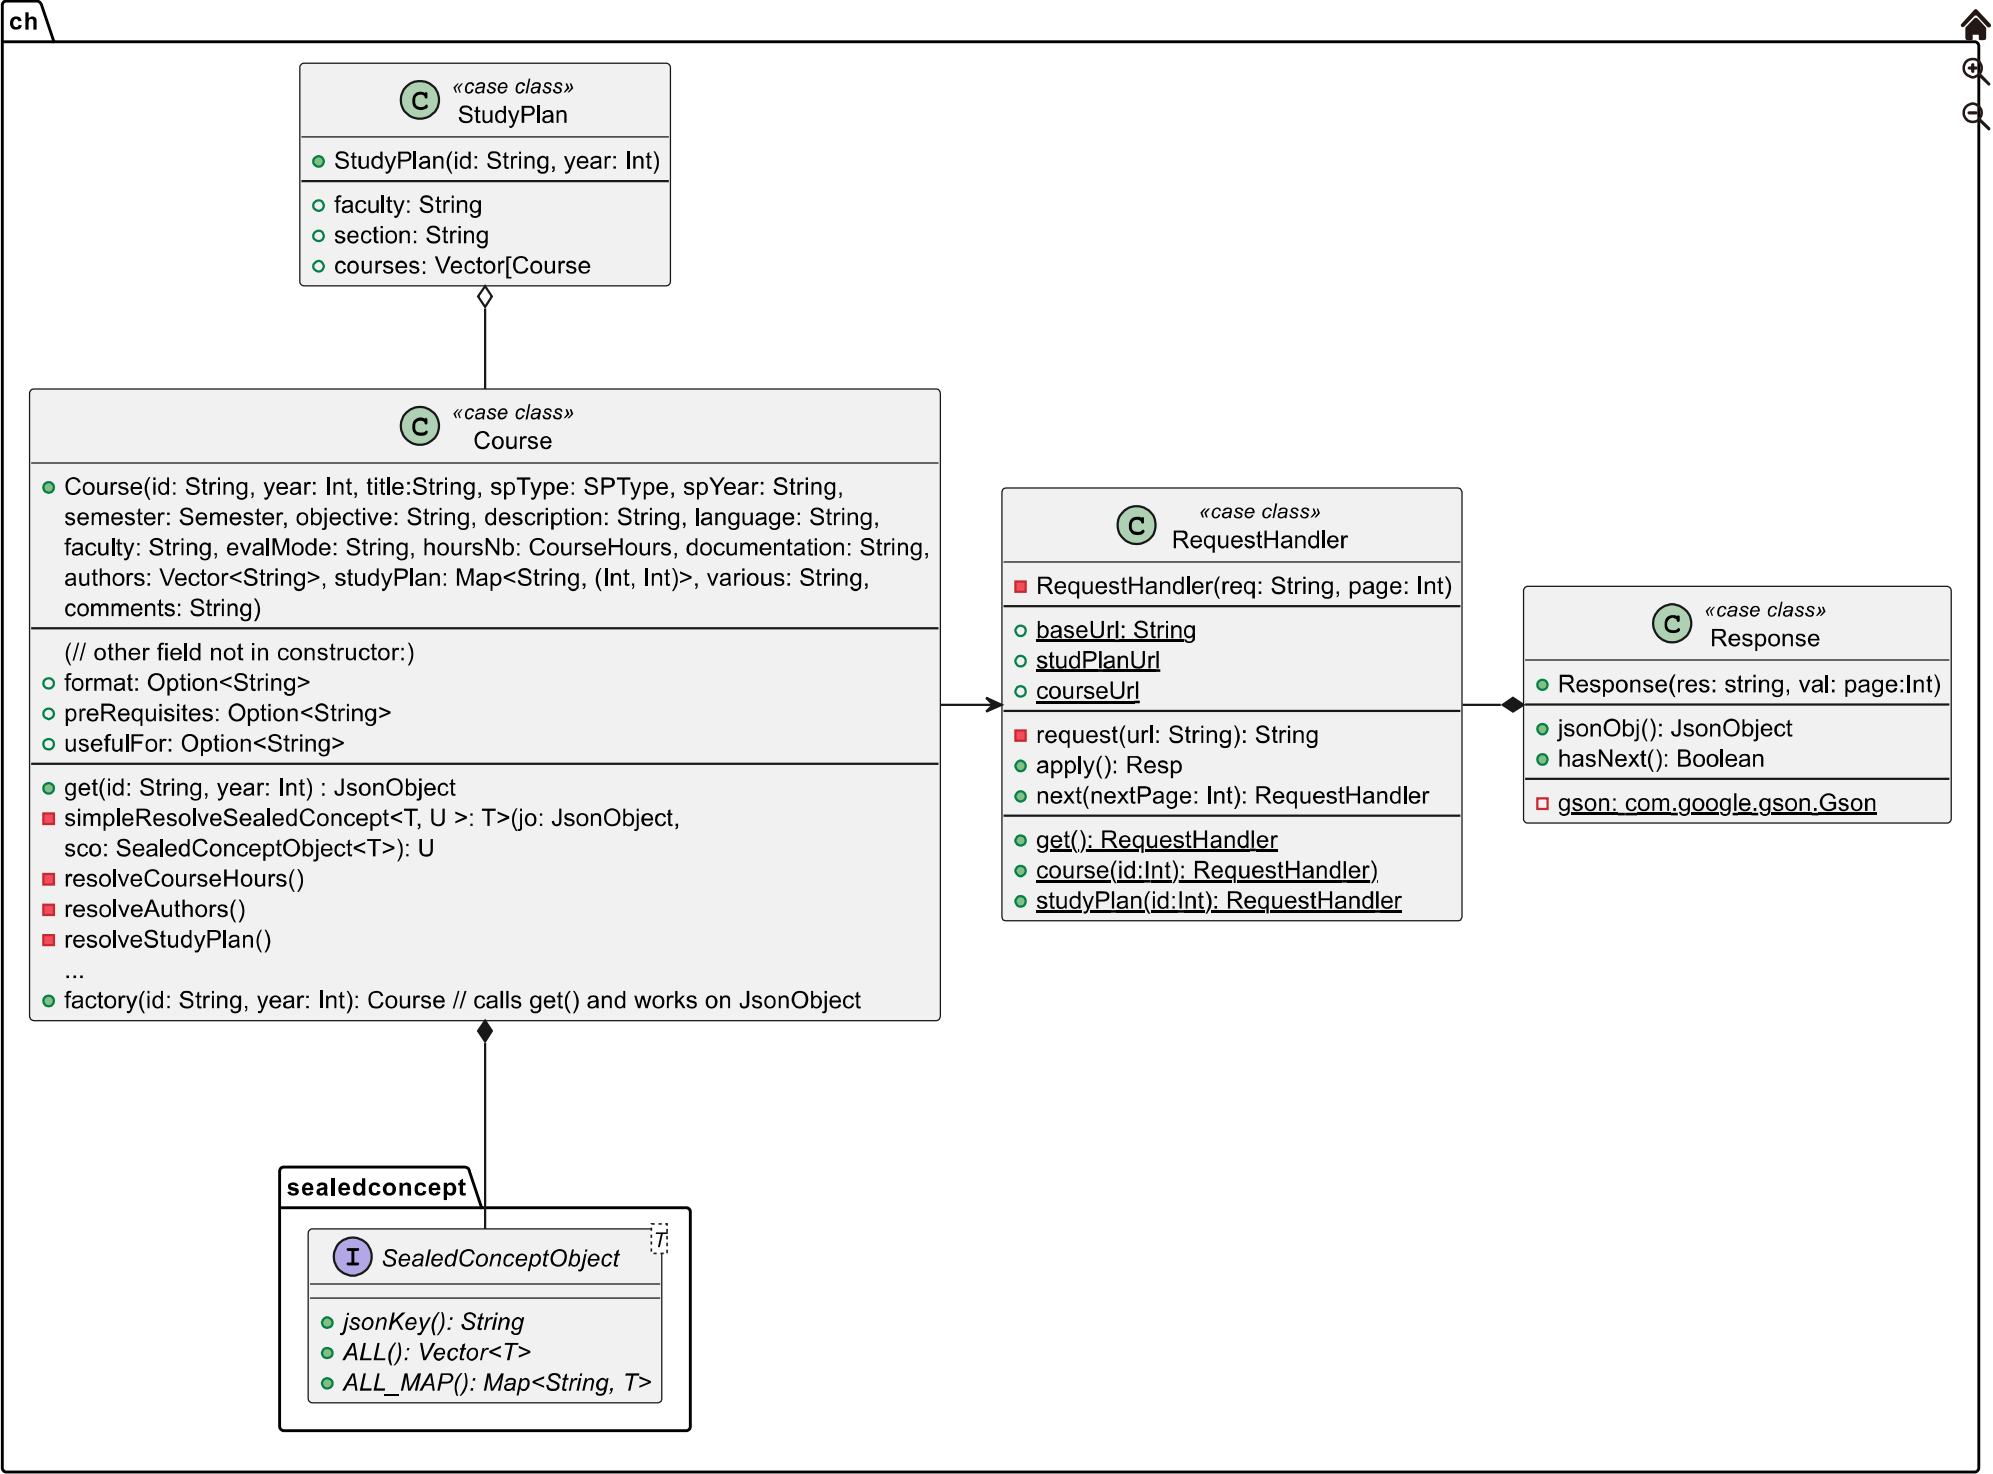 ch
«case class»
C
StudyPlan
StudyPlan(id: String, year: Int)
faculty: String
section: String
courses: Vector[Course
«case class»
C
Course
Course(id: String, year: Int, title:String, spType: SPType, spYear: String,
semester: Semester, objective: String, description: String, language: String,
faculty: String, evalMode: String, hoursNb: CourseHours, documentation: String,
authors: Vector<String>, studyPlan: Map<String, (Int, Int)>, various: String,
comments: String)
(// other field not in constructor:)
format: Option<String>
preRequisites: Option<String>
usefulFor: Option<String>
get(id: String, year: Int) : JsonObject
simpleResolveSealedConcept<T, U >: T>(jo: JsonObject,
sco: SealedConceptObject<T>): U
resolveCourseHours()
resolveAuthors()
resolveStudyPlan()
...
factory(id: String, year: Int): Course // calls get() and works on JsonObject
«case class»
C
RequestHandler
RequestHandler(req: String, page: Int)
baseUrl: String
studPlanUrl
courseUrl
request(url: String): String
apply(): Resp
next(nextPage: Int): RequestHandler
get(): RequestHandler
course(id:Int): RequestHandler)
studyPlan(id:Int): RequestHandler
«case class»
C
Response
Response(res: string, val: page:Int)
jsonObj(): JsonObject
hasNext(): Boolean
gson: com.google.gson.Gson
sealedconcept
T
I
SealedConceptObject
jsonKey(): String
ALL(): Vector<T>
ALL_MAP(): Map<String, T>